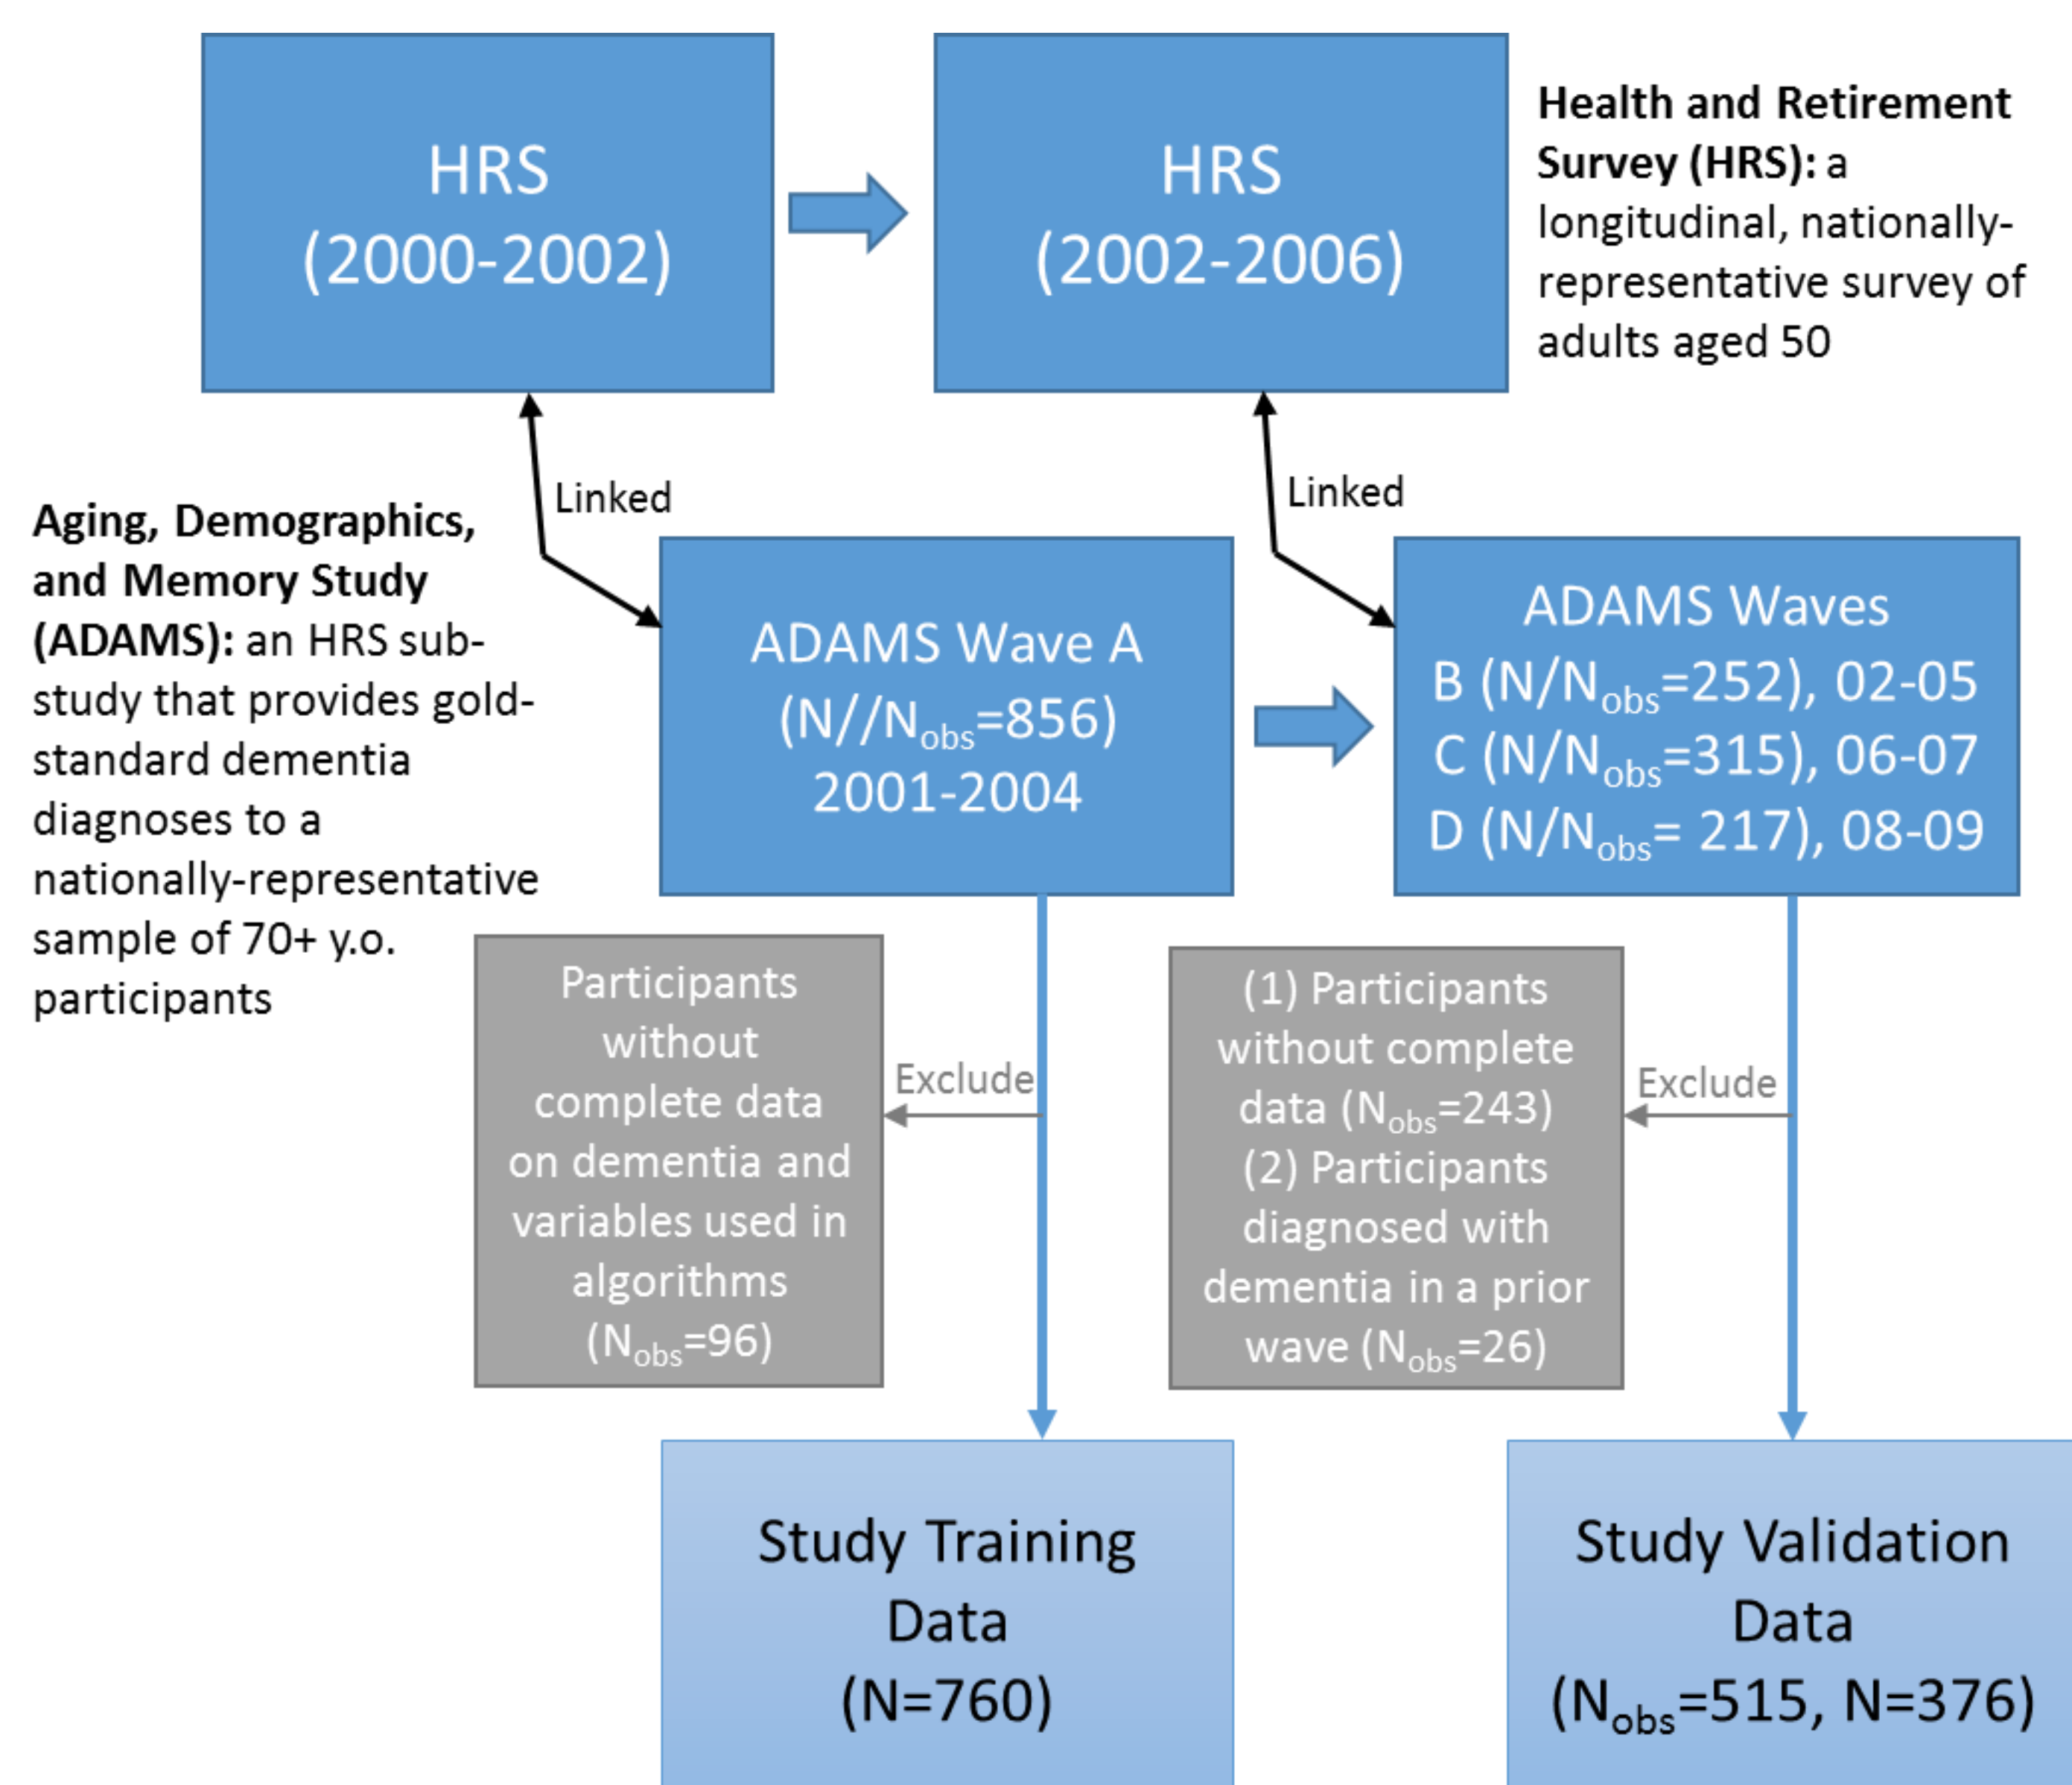 HRS
(2000-2002)
HRS
(2002-2006)
Health and Retirement
Survey (HRS): a
longitudinal, nationally-
representative survey of
adults aged 50
Linked
Linked
Aging, Demographics,
and Memory Study
(ADAMS): an HRS sub-
study that provides gold-
standard dementia
diagnoses to a
nationally-representative
sample of 70+ y.o.
participants
ADAMS Wave A
(N//Nobs=856)
2001-2004
ADAMS Waves
B (N/Nobs=252), 02-05
C (N/Nobs=315), 06-07
D (N/Nobs= 217), 08-09
Participants
without
complete data
on dementia and
variables used in
algorithms
(Nobs=96)
Exclude
(1) Participants
without complete
data (Nobs=243)
(2) Participants
diagnosed with
dementia in a prior
wave (Nobs=26)
Exclude
Study Training
Data
(N=760)
Study Validation
Data
(Nobs=515, N=376)